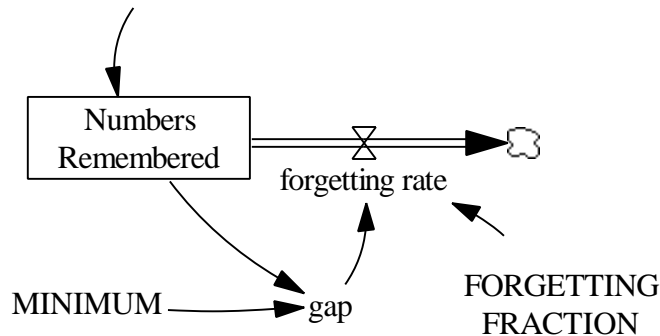 Numbers
Remembered
forgetting rate
MINIMUM
gap
FORGETTING
FRACTION